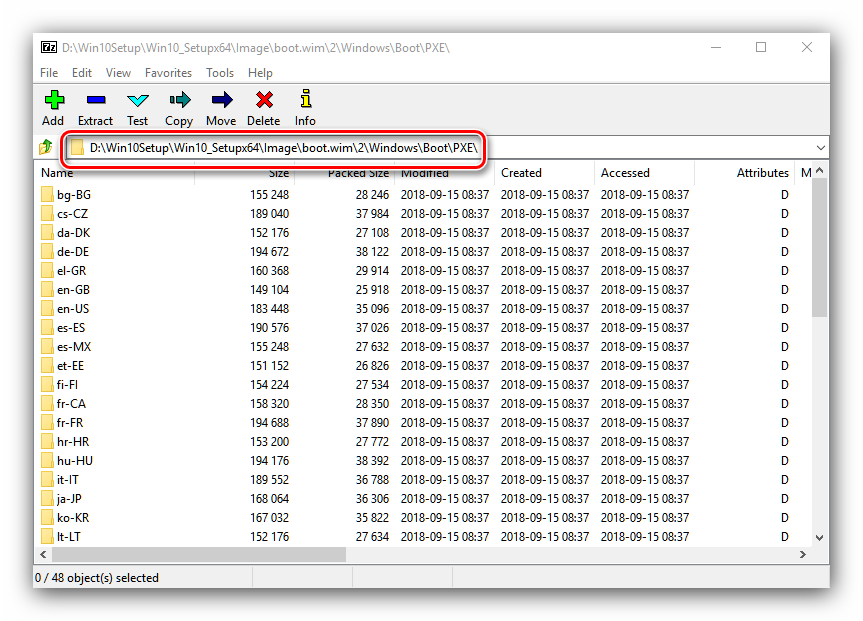 7z D:\Win10Setup\Win10_Setupx64\Image\boot.wim\2\Windows\Boot\PXE\
File Edit View Favorites Tools Help
Add Extract Test Copy Move Delete Info
D:\Win10Setup\Win10_Setupx64\Image\boot.wim\2\Windows\Boot\PXE\
Name Size Packed Size Modified Created Accessed Attributes M
bg-BG 155 248 28 246 2018-09-15 08:37 2018-09-15 08:37 2018-09-15 08:37 D
cs-CZ 189 040 37 984 2018-09-15 08:37 2018-09-15 08:37 2018-09-15 08:37 D
da-DK 152 176 27 108 2018-09-15 08:37 2018-09-15 08:37 2018-09-15 08:37 D
de-DE 194 672 38 122 2018-09-15 08:37 2018-09-15 08:37 2018-09-15 08:37 D
el-GR 160 368 29 914 2018-09-15 08:37 2018-09-15 08:37 2018-09-15 08:37 D
en-GB 149 104 25 918 2018-09-15 08:37 2018-09-15 08:37 2018-09-15 08:37 D
en-US 183 448 35 096 2018-09-15 08:37 2018-09-15 08:37 2018-09-15 08:37 D
es-ES 190 576 37 026 2018-09-15 08:37 2018-09-15 08:37 2018-09-15 08:37 D
es-MX 155 248 27 632 2018-09-15 08:37 2018-09-15 08:37 2018-09-15 08:37 D
et-EE 151 152 26 826 2018-09-15 08:37 2018-09-15 08:37 2018-09-15 08:37 D
fi-FI 154 224 27 534 2018-09-15 08:37 2018-09-15 08:37 2018-09-15 08:37 D
fr-CA 158 320 28 350 2018-09-15 08:37 2018-09-15 08:37 2018-09-15 08:37 D
fr-FR 194 688 37 890 2018-09-15 08:37 2018-09-15 08:37 2018-09-15 08:37 D
hr-HR 153 200 27 772 2018-09-15 08:37 2018-09-15 08:37 2018-09-15 08:37 D
hu-HU 194 176 38 392 2018-09-15 08:37 2018-09-15 08:37 2018-09-15 08:37 D
it-IT 189 552 36 788 2018-09-15 08:37 2018-09-15 08:37 2018-09-15 08:37 D
ja-JP 168 064 36 306 2018-09-15 08:37 2018-09-15 08:37 2018-09-15 08:37 D
ko-KR 167 032 35 822 2018-09-15 08:37 2018-09-15 08:37 2018-09-15 08:37 D
lt-LT 152 176 27 634 2018-09-15 08:37 2018-09-15 08:37 2018-09-15 08:37 D
0 / 48 object(s) selected